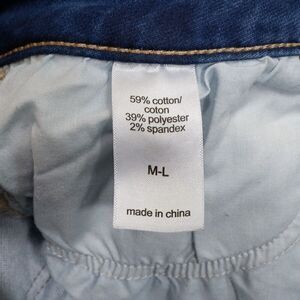 59% cotton/
coton
39% polyester
2% spandex
M-L
made in china